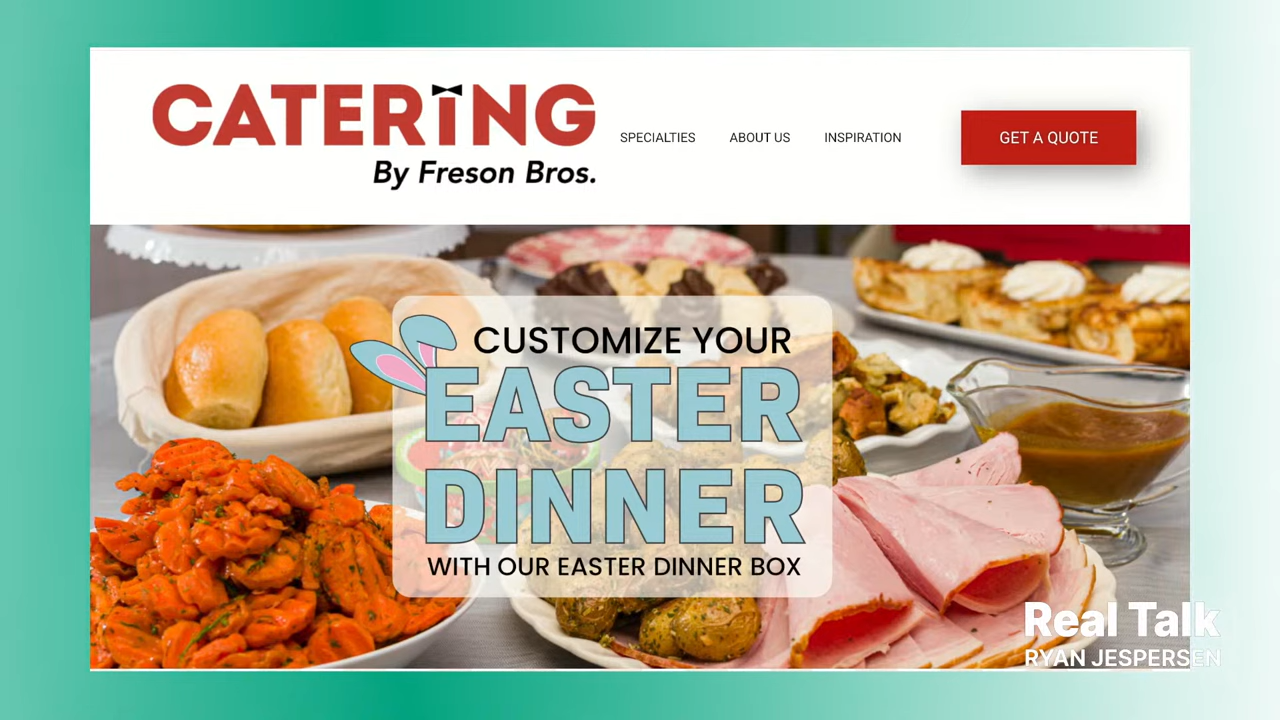 CATERING
By Freson Bros.
SPECIALTIES ABOUT US INSPIRATION
GET A QUOTE
CUSTOMIZE YOUR
EASTER
DINNER
WITH OUR EASTER DINNER BOX
Real Talk
RYAN JESPERSEN